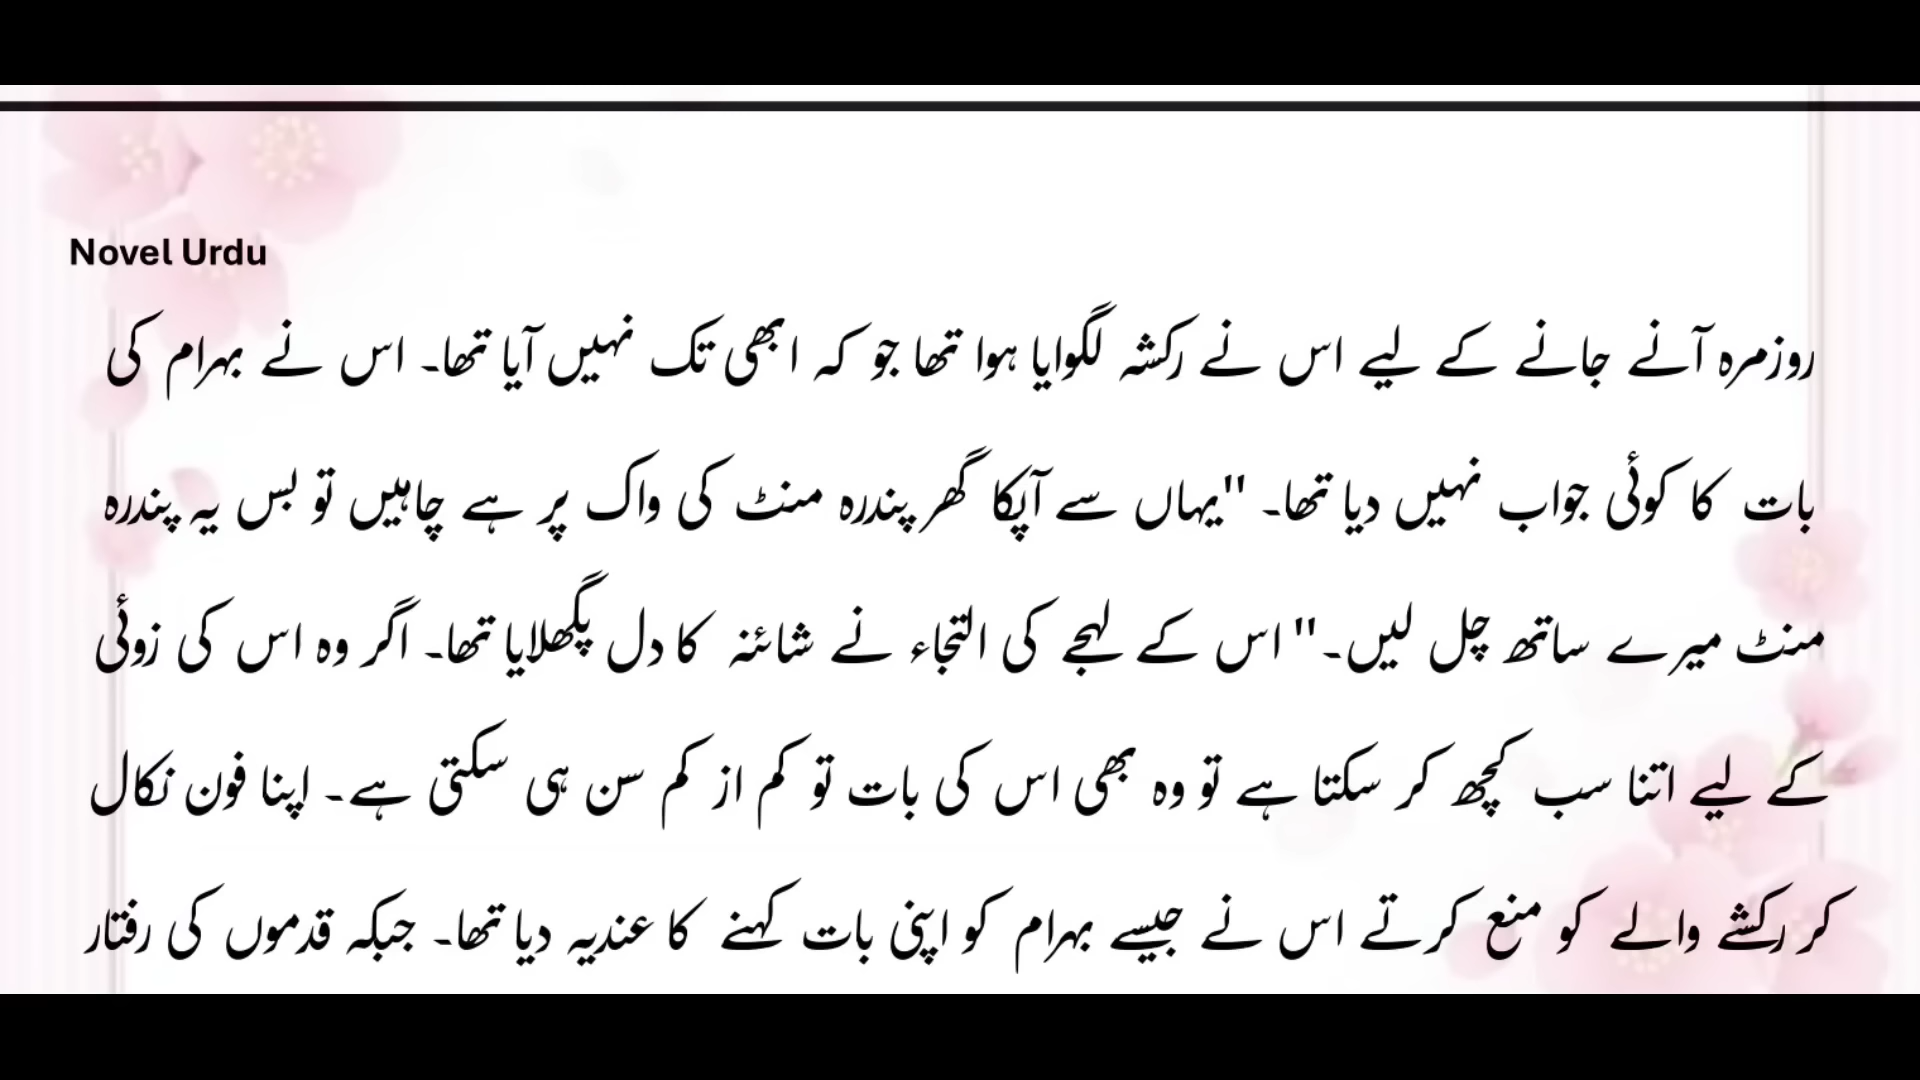 Novel Urdu
روزمرہ آنے جانے کے لیے اس نے رکشہ لگوایا ہوا تھا جو کہ ابھی تک نہیں آیا تھا۔ اس نے بہرام کی
بات کا کوئی جواب نہیں دیا تھا۔ "یہاں سے آپکا گھر پندرہ منٹ کی واک پر ہے چاہیں تو بس یہ پندرہ
منٹ میرے ساتھ چل لیں۔" اس کے لہجے کی التجاء نے شائنہ کا دل پگھلایا تھا۔ اگر وہ اس کی زوئی
کے لیے اتنا سب کچھ کر سکتا ہے تو وہ بھی اس کی بات تو کم از کم سن ہی سکتی ہے۔ اپنا فون نکال
کر رکشے والے کو منع کرتے اس نے جیسے بہرام کو اپنی بات کہنے کا عندیہ دیا تھا۔ جبکہ قدموں کی رفتار